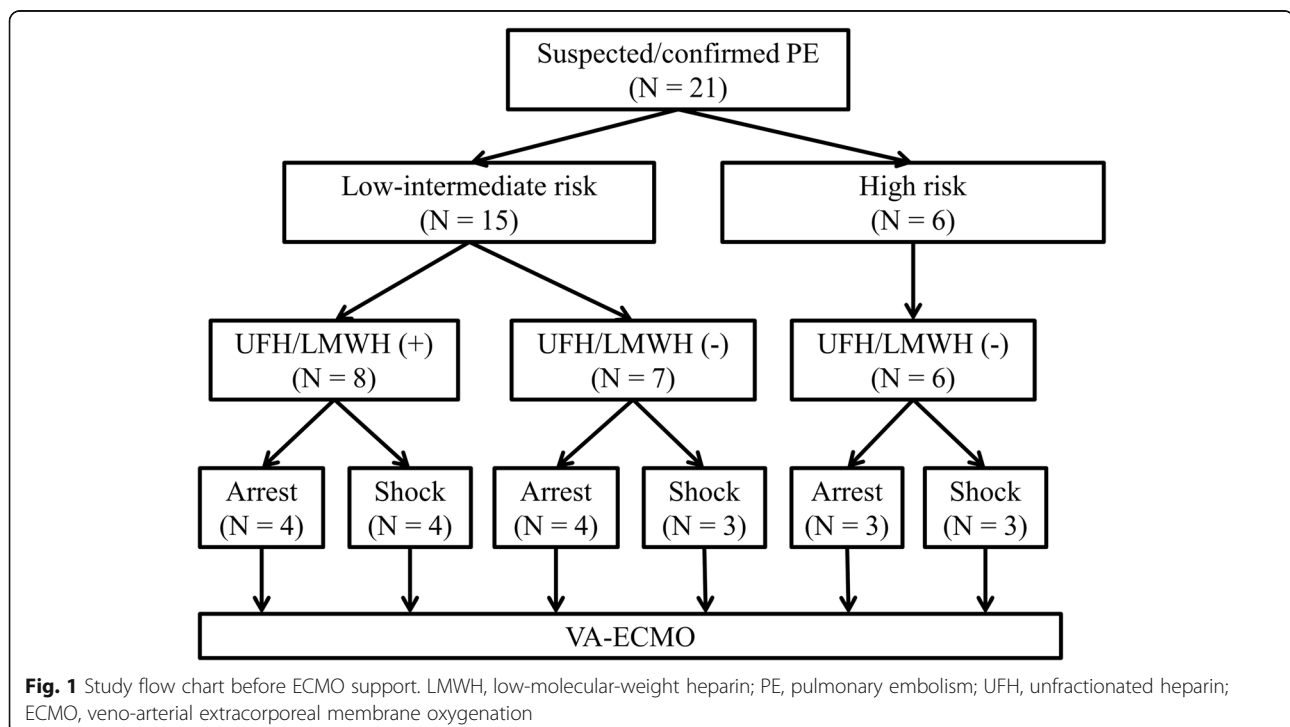 Suspected/confirmed PE
(N = 21)
Low-intermediate risk
(N = 15)
High risk
(N = 6)
UFH/LMWH (+)
(N = 8)
UFH/LMWH (-)
(N = 7)
UFH/LMWH (-)
(N = 6)
Arrest
(N = 4)
Shock
(N = 4)
Arrest
(N = 4)
Shock
(N = 3)
Arrest
(N = 3)
Shock
(N = 3)
VA-ECMO
Fig. 1 Study flow chart before ECMO support. LMWH, low-molecular-weight heparin; PE, pulmonary embolism; UFH, unfractionated heparin;
ECMO, veno-arterial extracorporeal membrane oxygenation